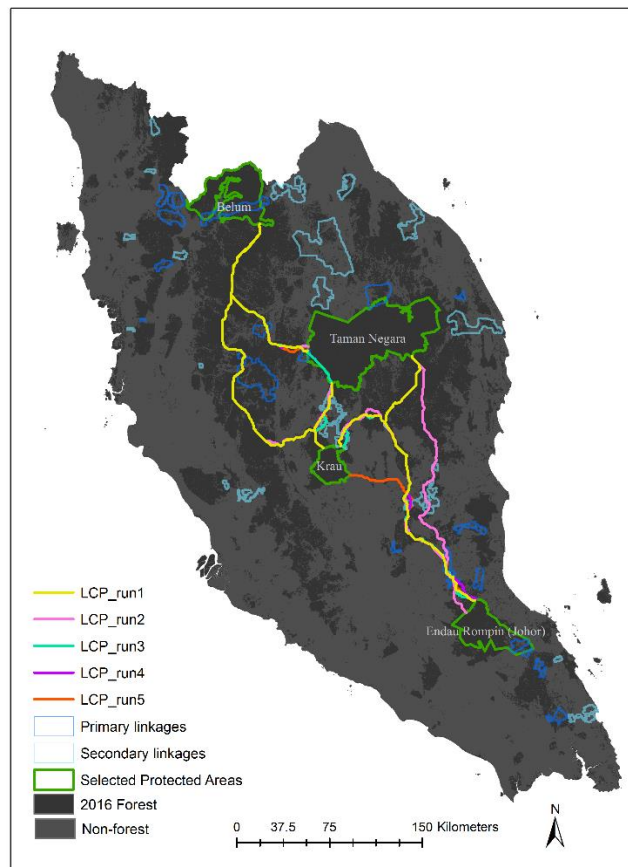 Belum
Taman Negara
Krau
Endau Rompin (Johor)
LCP_run1
LCP_run2
LCP_run3
LCP_run4
LCP_run5
Primary linkages
Secondary linkages
Selected Protected Areas
2016 Forest
Non-forest
0 37.5 75 150 Kilometers
N